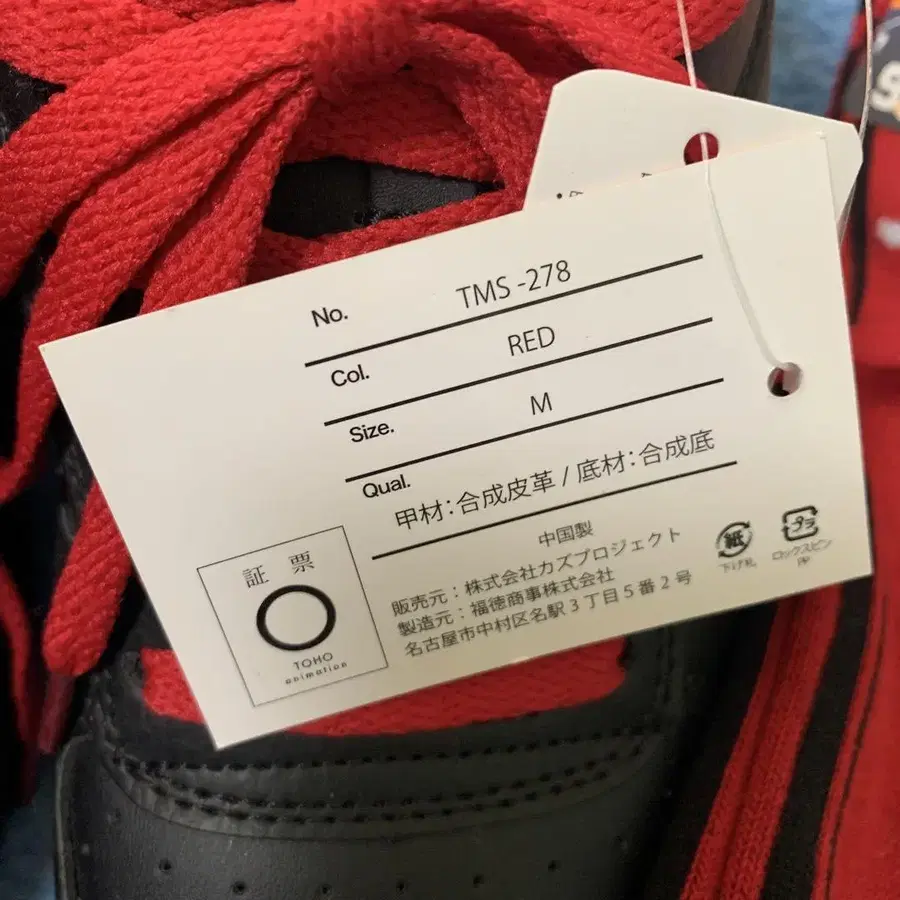 No. TMS -278
Col. RED
Size. M
Qual. 甲材:合成皮革 / 底材:合成底
中国製
販売元:株式会社カズプロジェクト
製造元:福徳商事株式会社
名古屋市中村区名駅3丁目5番2号
紙
下げ札
プラ
ロックスピン
PP
証 票
TOHO
animation